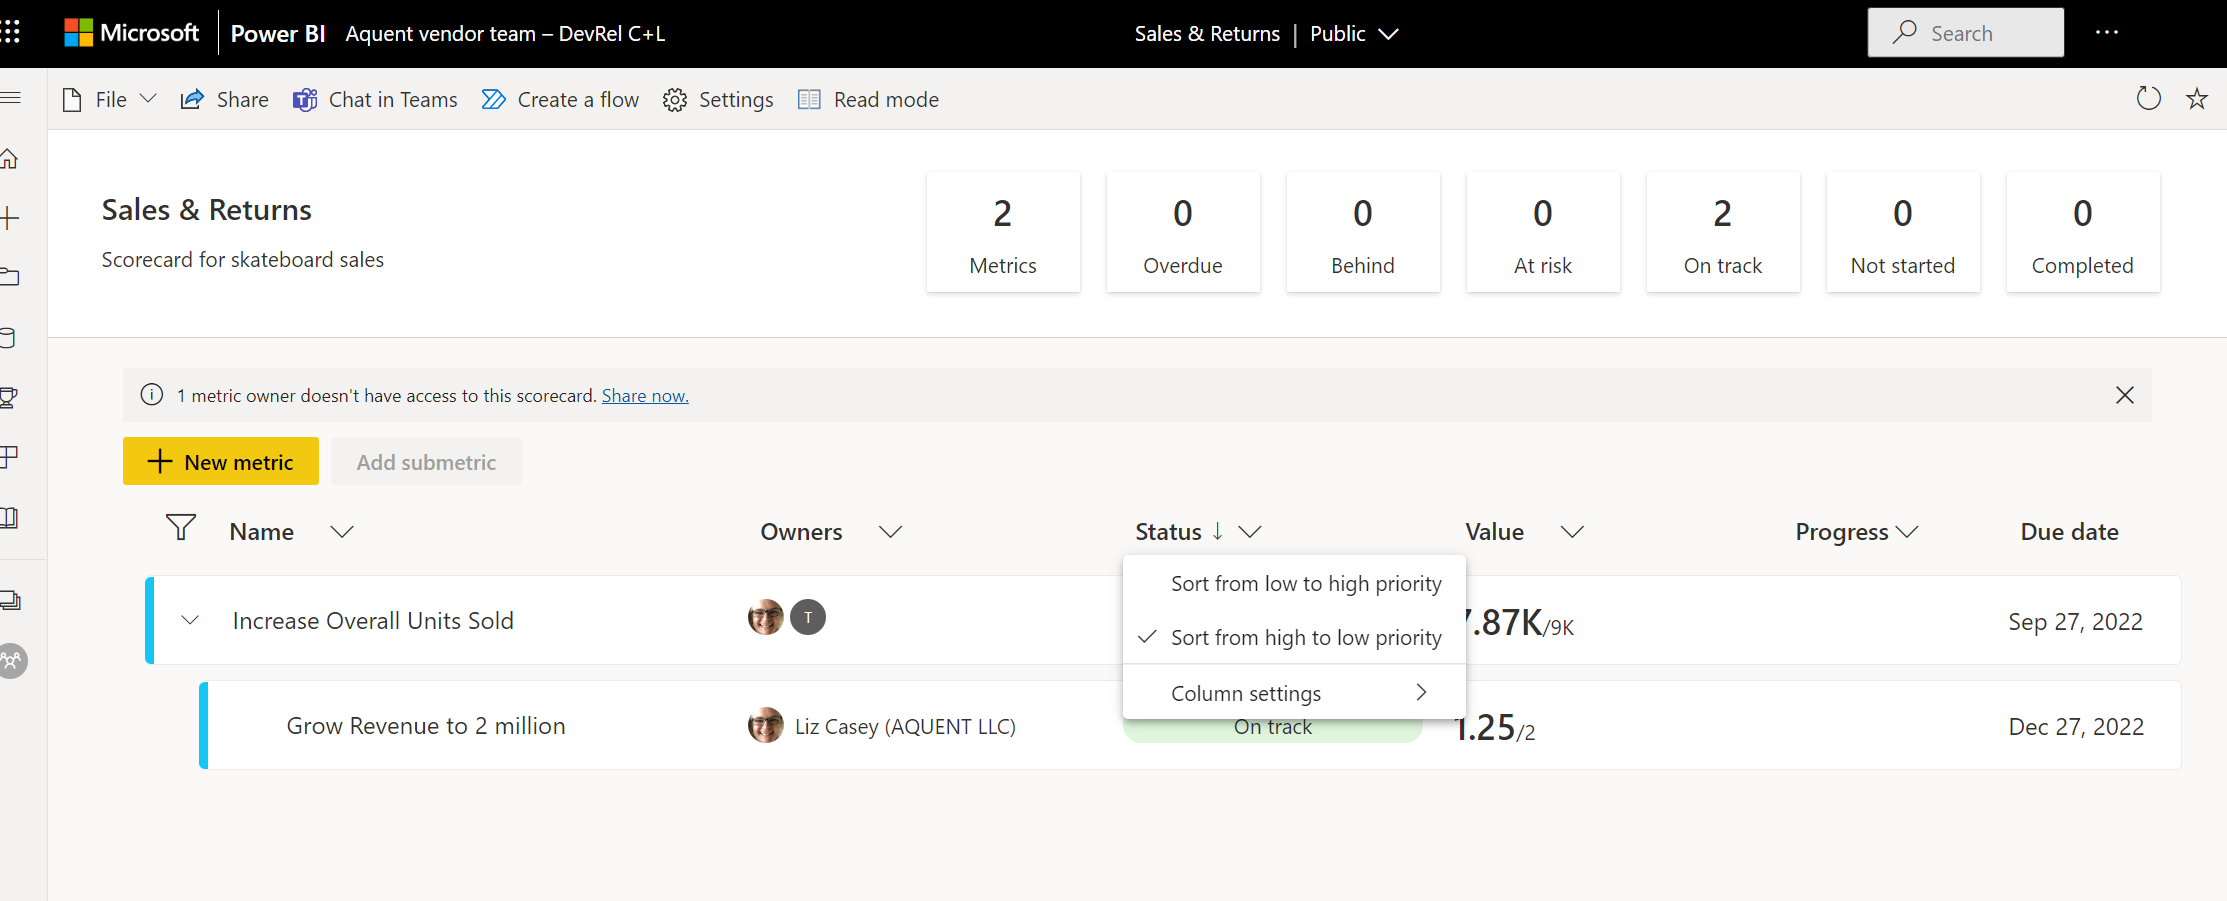 Microsoft Power BI Aquent vendor team – DevRel C+L Sales & Returns | Public Search ...
File Share Chat in Teams Create a flow Settings Read mode
Sales & Returns
Scorecard for skateboard sales
2 0 0 0 2 0 0
Metrics Overdue Behind At risk On track Not started Completed
1 metric owner doesn't have access to this scorecard. Share now.
New metric Add submetric
Name Owners Status ↓ Value Progress Due date
Sort from low to high priority
Increase Overall Units Sold T 7.87K/9K Sep 27, 2022
Sort from high to low priority
Column settings
Grow Revenue to 2 million Liz Casey (AQUENT LLC) On track 1.25/2 Dec 27, 2022